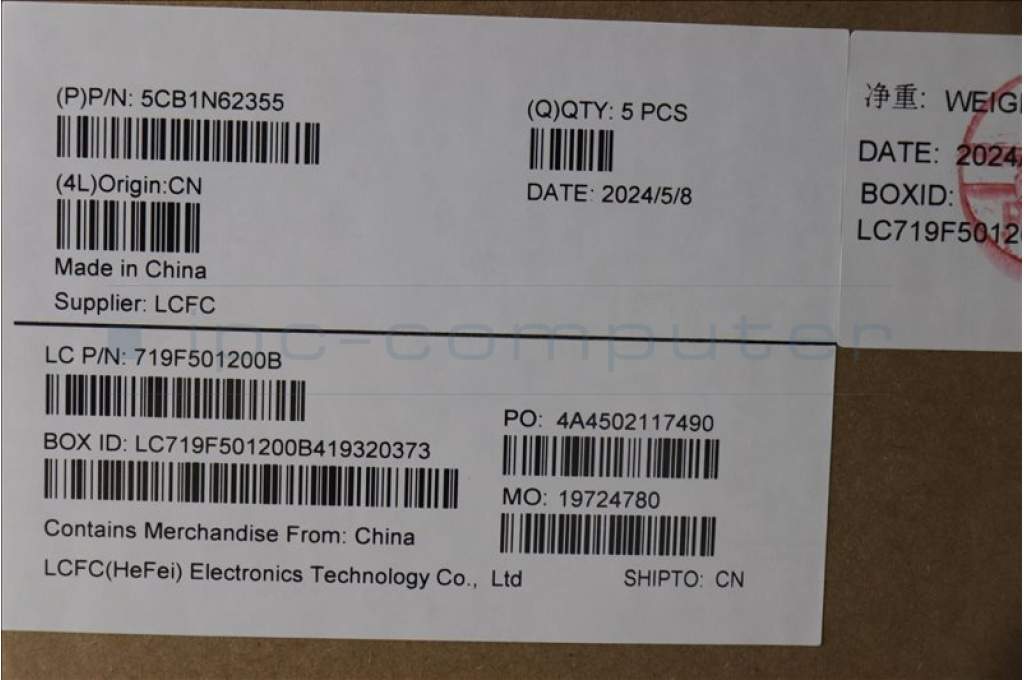 (P)P/N: 5CB1N62355
(Q)QTY: 5 PCS
(4L)Origin:CN
DATE: 2024/5/8
Made in China
Supplier: LCFC
LC P/N: 719F501200B
BOX ID: LC719F501200B419320373
PO: 4A4502117490
MO: 19724780
Contains Merchandise From: China
LCFC(HeFei) Electronics Technology Co., Ltd
SHIPTO: CN
净重: WEIG
DATE: 2024/
BOXID:
LC719F5012
ipc-computer